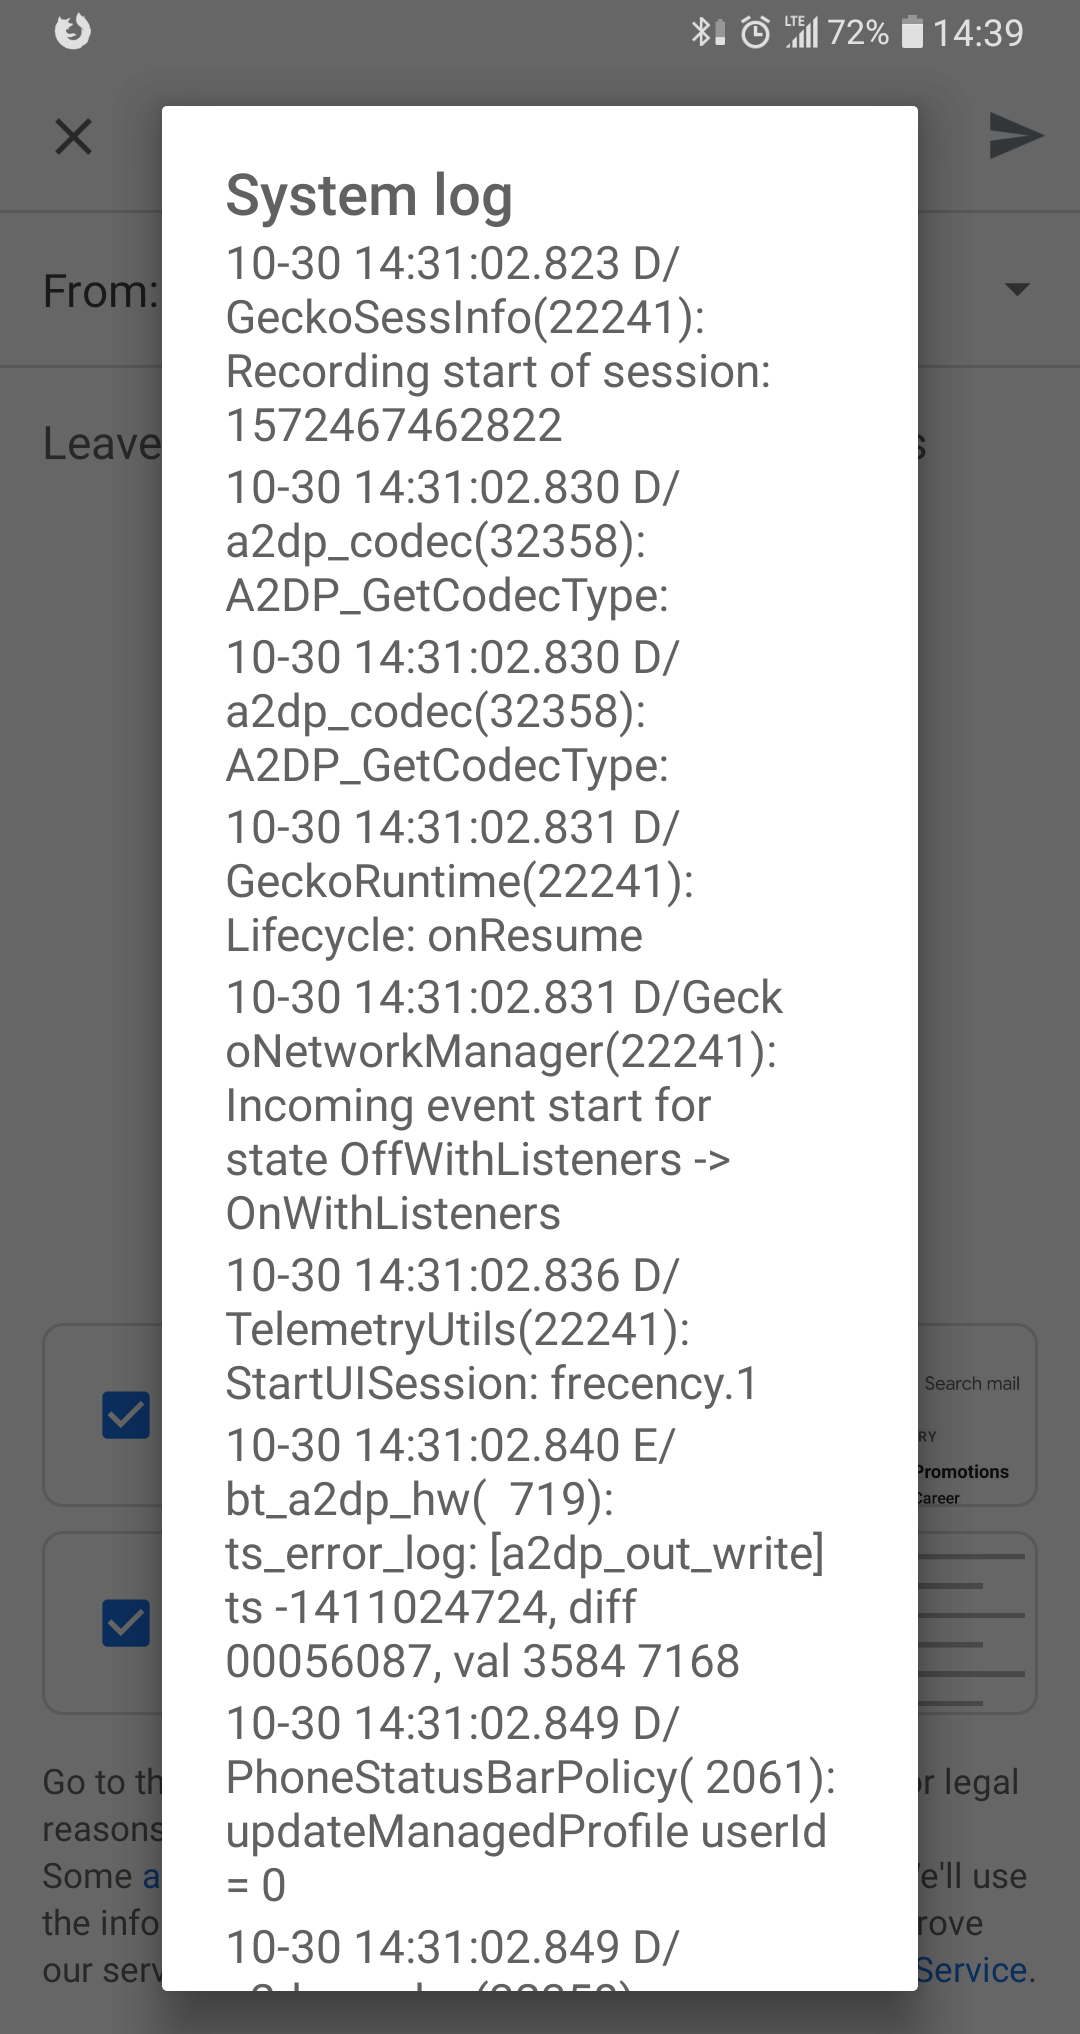 LTE 72% 14:39
System log
10-30 14:31:02.823 D/
GeckoSessInfo(22241):
Recording start of session:
1572467462822
10-30 14:31:02.830 D/
a2dp_codec(32358):
A2DP_GetCodecType:
10-30 14:31:02.830 D/
a2dp_codec(32358):
A2DP_GetCodecType:
10-30 14:31:02.831 D/
GeckoRuntime(22241):
Lifecycle: onResume
10-30 14:31:02.831 D/Geck
oNetworkManager(22241):
Incoming event start for
state OffWithListeners ->
OnWithListeners
10-30 14:31:02.836 D/
TelemetryUtils(22241):
StartUISession: frecency.1
10-30 14:31:02.840 E/
bt_a2dp_hw(  719):
ts_error_log: [a2dp_out_write]
ts -1411024724, diff
00056087, val 3584 7168
10-30 14:31:02.849 D/
PhoneStatusBarPolicy( 2061):
updateManagedProfile userId
= 0
10-30 14:31:02.849 D/
From:
Leave
Search mail
RY
Promotions
Career
Go to th
r legal
reasons
Some a
e'll use
the info
rove
our serv
Service.